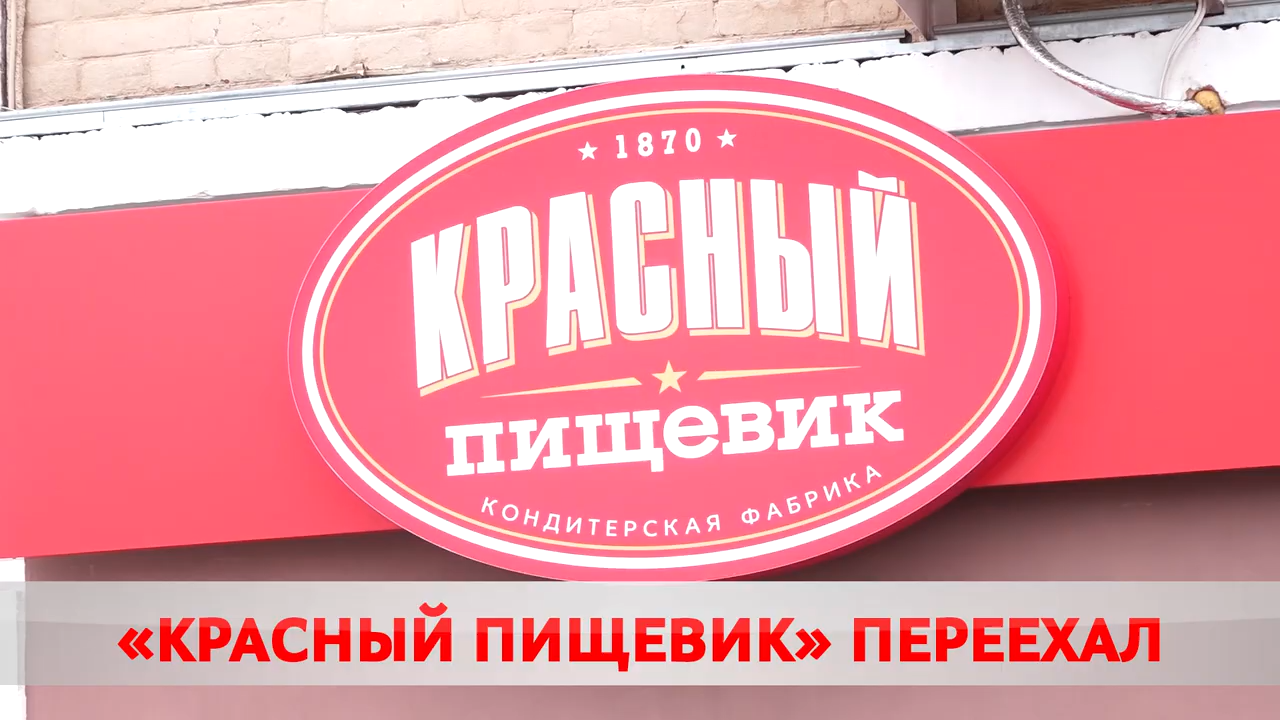 ★ 1870 ★
КРАСНЫЙ
ПИЩЕВИК
КОНДИТЕРСКАЯ ФАБРИКА
«КРАСНЫЙ ПИЩЕВИК» ПЕРЕЕХАЛ